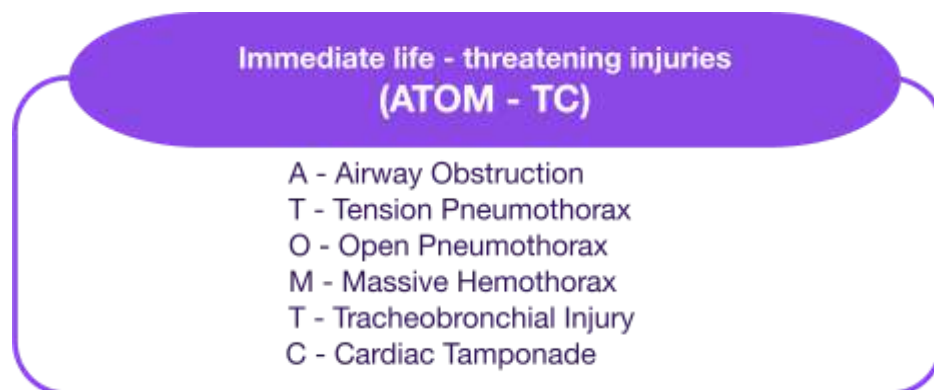 Immediate life - threatening injuries
(ATOM - TC)
A - Airway Obstruction
T - Tension Pneumothorax
O - Open Pneumothorax
M - Massive Hemothorax
T - Tracheobronchial Injury
C - Cardiac Tamponade